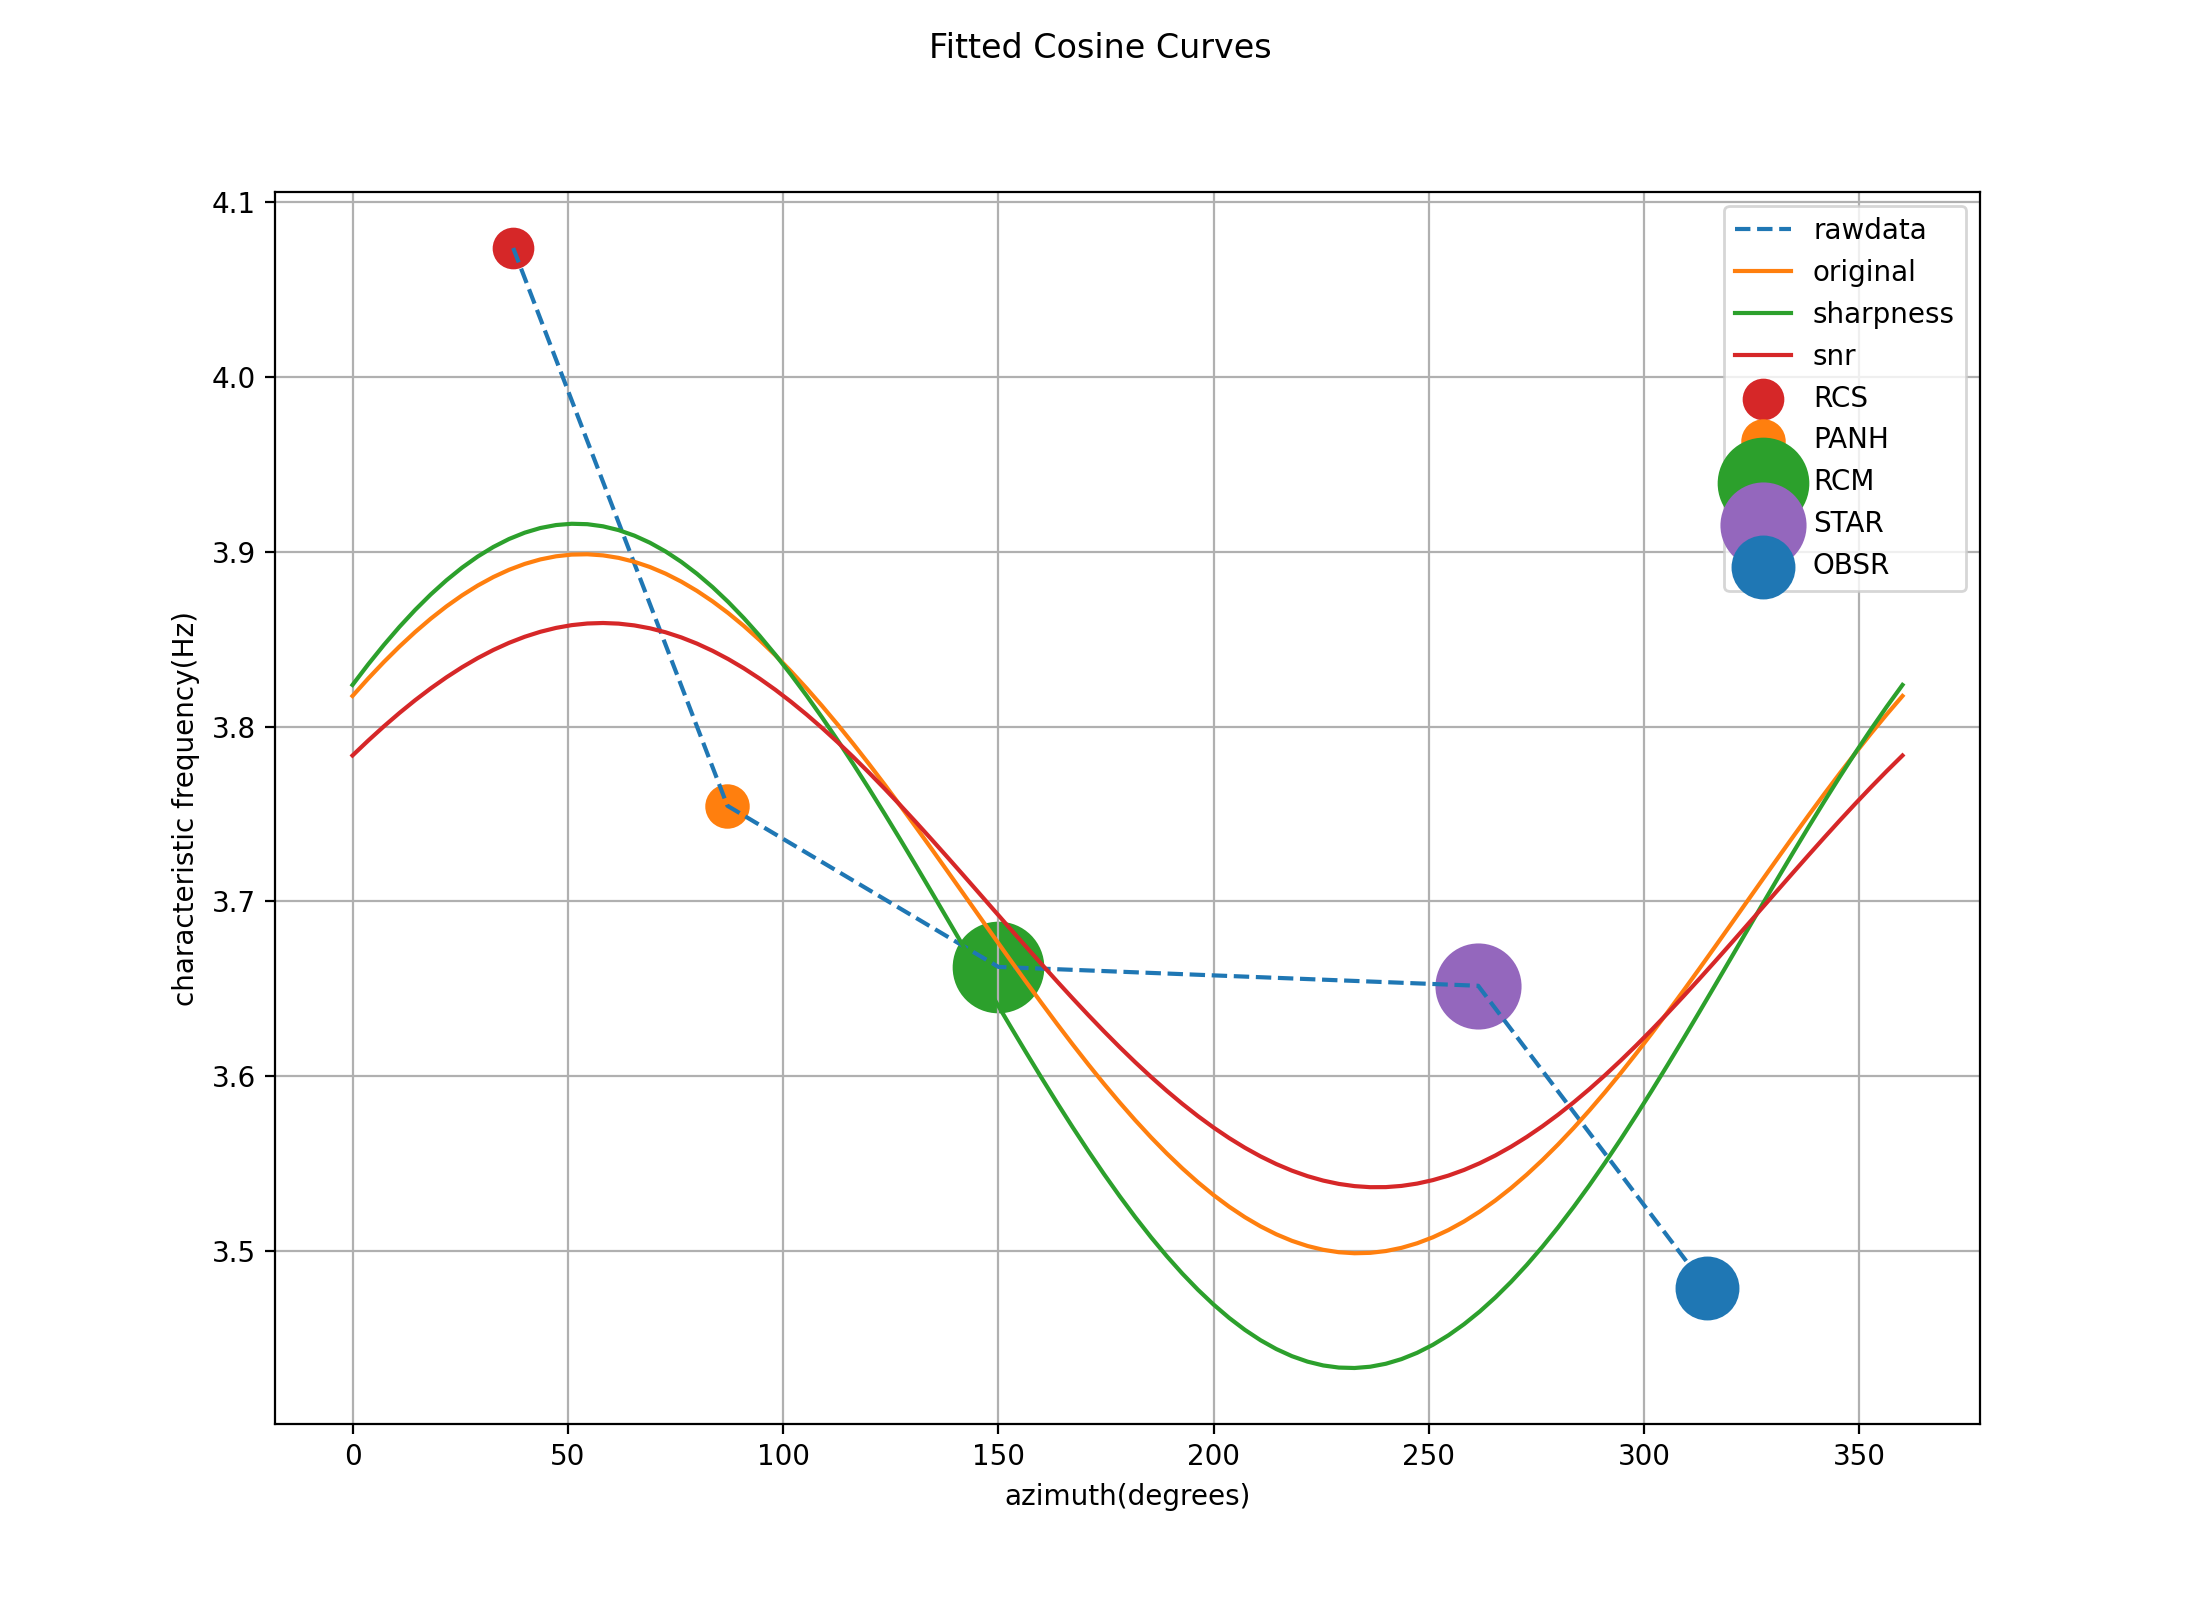 Fitted Cosine Curves
4.1
4.0
3.9
3.8
3.7
3.6
3.5
characteristic frequency(Hz)
0 50 100 150 200 250 300 350
azimuth(degrees)
rawdata
original
sharpness
snr
RCS
PANH
RCM
STAR
OBSR